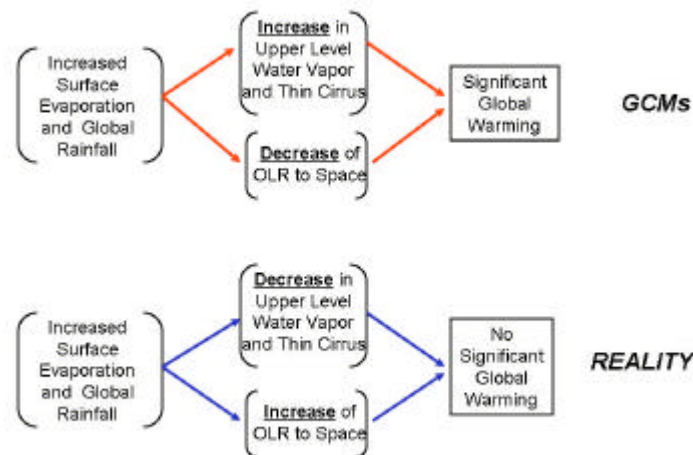 Increased
Surface
Evaporation
and Global
Rainfall
Increase in
Upper Level
Water Vapor
and Thin Cirrus
Decrease of
OLR to Space
Significant
Global
Warming
GCMs
Increased
Surface
Evaporation
and Global
Rainfall
Decrease in
Upper Level
Water Vapor
and Thin Cirrus
Increase of
OLR to Space
No
Significant
Global
Warming
REALITY